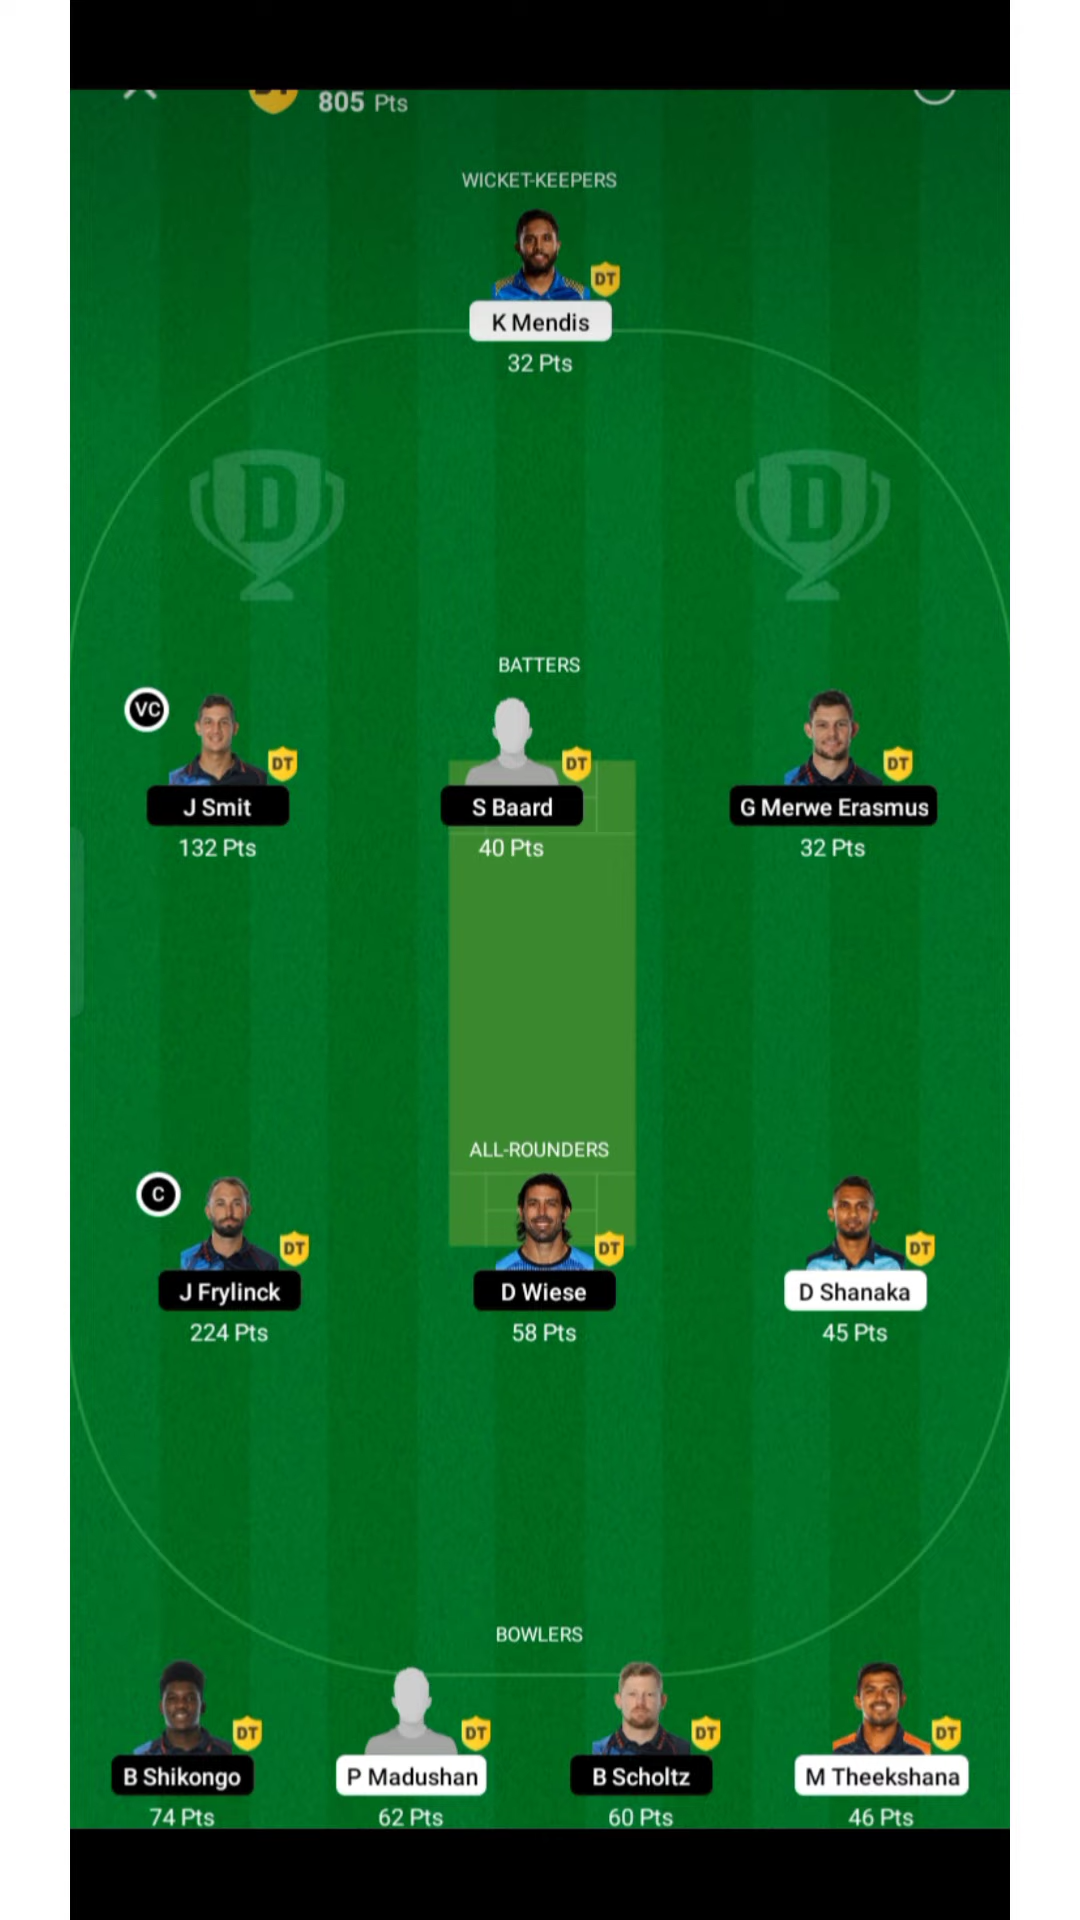 805 Pts
WICKET-KEEPERS
DT
K Mendis
32 Pts
D D
BATTERS
VC
DT DT DT
J Smit S Baard G Merwe Erasmus
132 Pts 40 Pts 32 Pts
ALL-ROUNDERS
C
DT DT DT
J Frylinck D Wiese D Shanaka
224 Pts 58 Pts 45 Pts
BOWLERS
DT DT DT DT
B Shikongo P Madushan B Scholtz M Theekshana
74 Pts 62 Pts 60 Pts 46 Pts